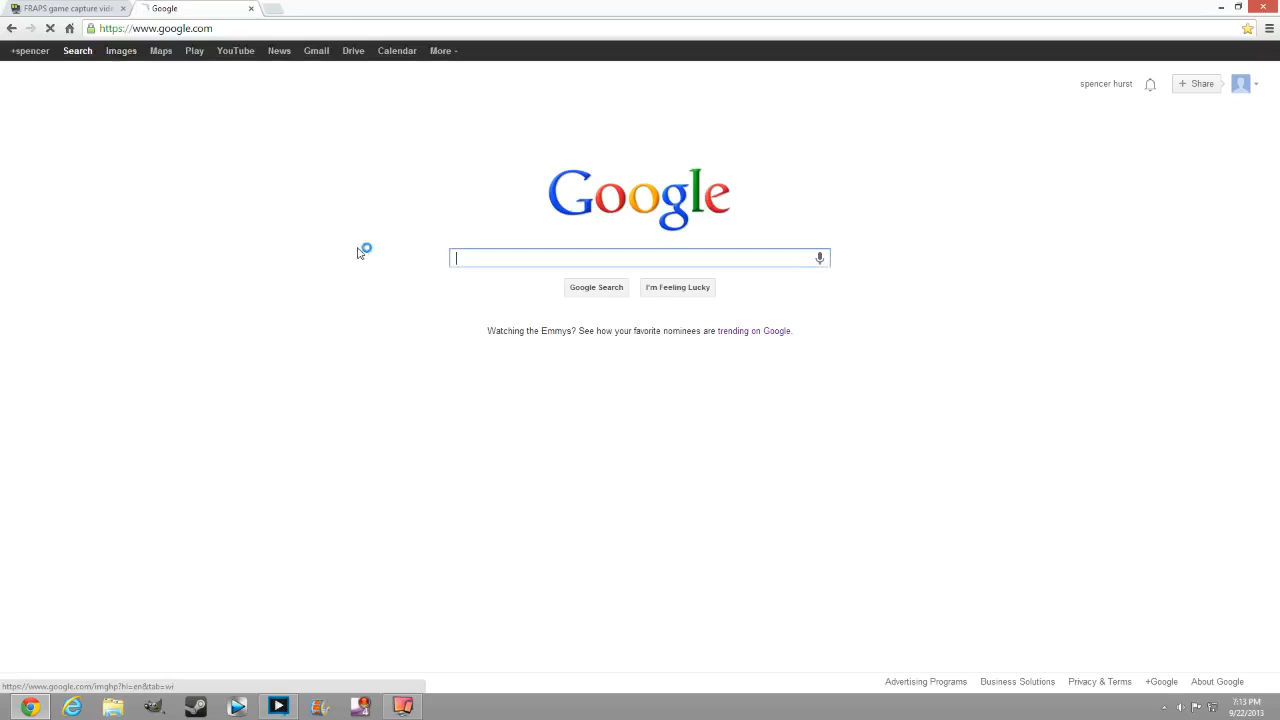 FRAPS game capture vide
Google
https://www.google.com
+spencer Search Images Maps Play YouTube News Gmail Drive Calendar More
spencer hurst + Share
Google
Google Search I'm Feeling Lucky
Watching the Emmys? See how your favorite nominees are trending on Google.
Advertising Programs Business Solutions Privacy & Terms +Google About Google
https://www.google.com/imghp?hl=en&tab=wi
7:13 PM
9/22/2013